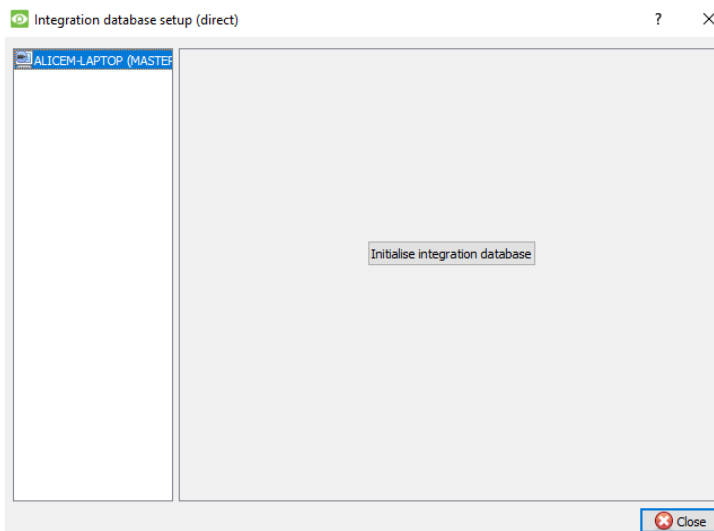 Integration database setup (direct)
?
ALICEM-LAPTOP (MASTER
Initialise integration database
Close